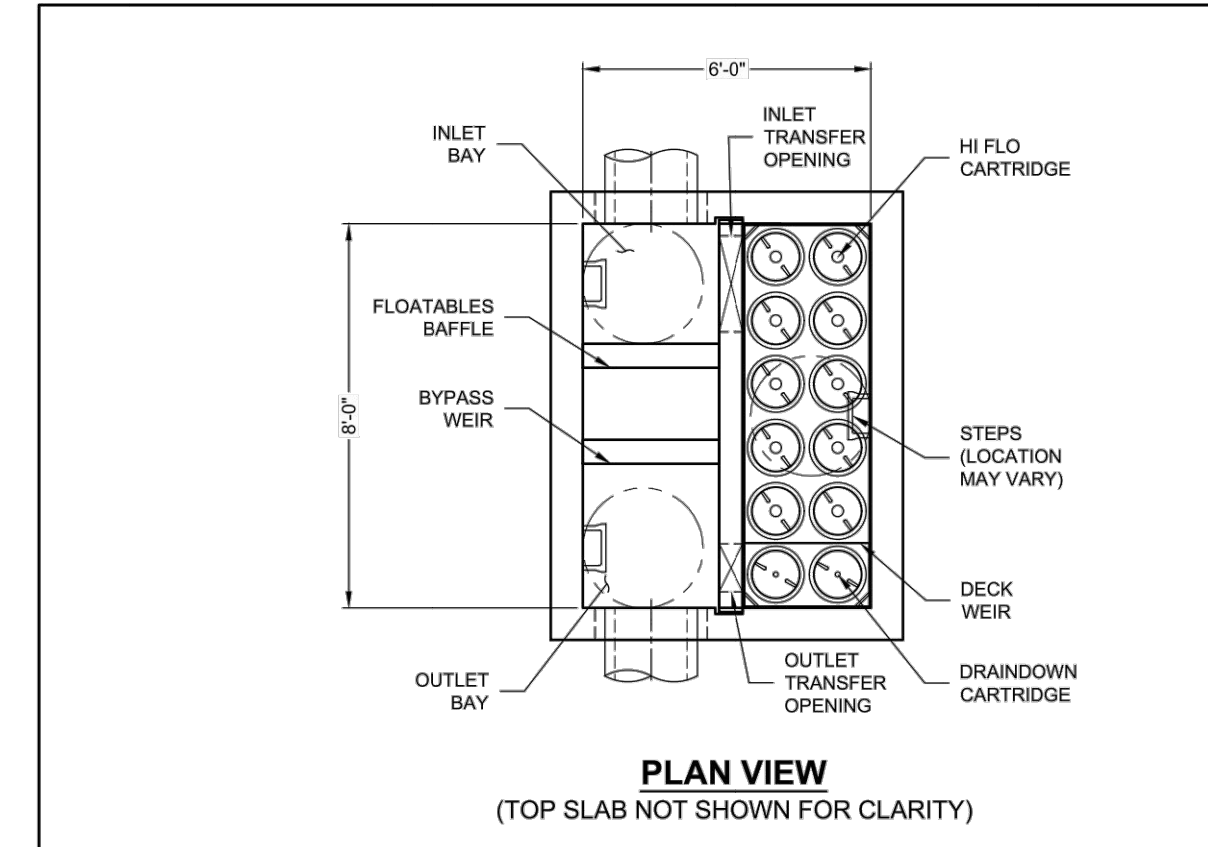 6'-0"
INLET
BAY
INLET
TRANSFER
OPENING
HI FLO
CARTRIDGE
FLOATABLES
BAFFLE
BYPASS
WEIR
8'-0"
STEPS
(LOCATION
MAY VARY)
DECK
WEIR
OUTLET
BAY
OUTLET
TRANSFER
OPENING
DRAINDOWN
CARTRIDGE
PLAN VIEW
(TOP SLAB NOT SHOWN FOR CLARITY)